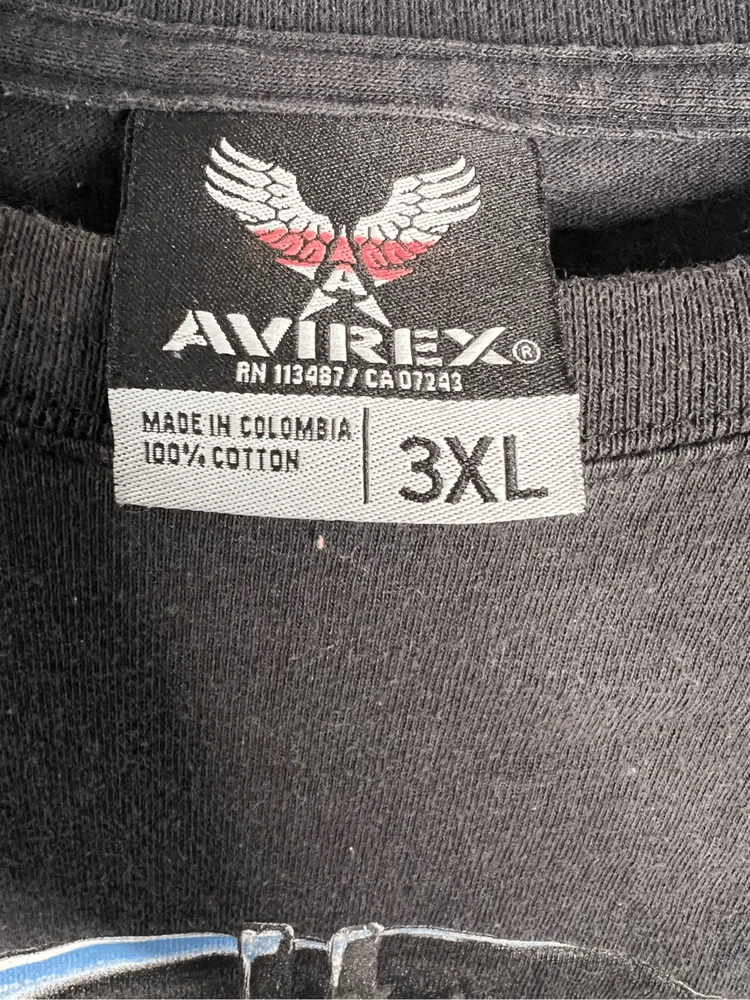 A
AVIREX®
RN 113487/ CA 07243
MADE IN COLOMBIA
100% COTTON
3XL